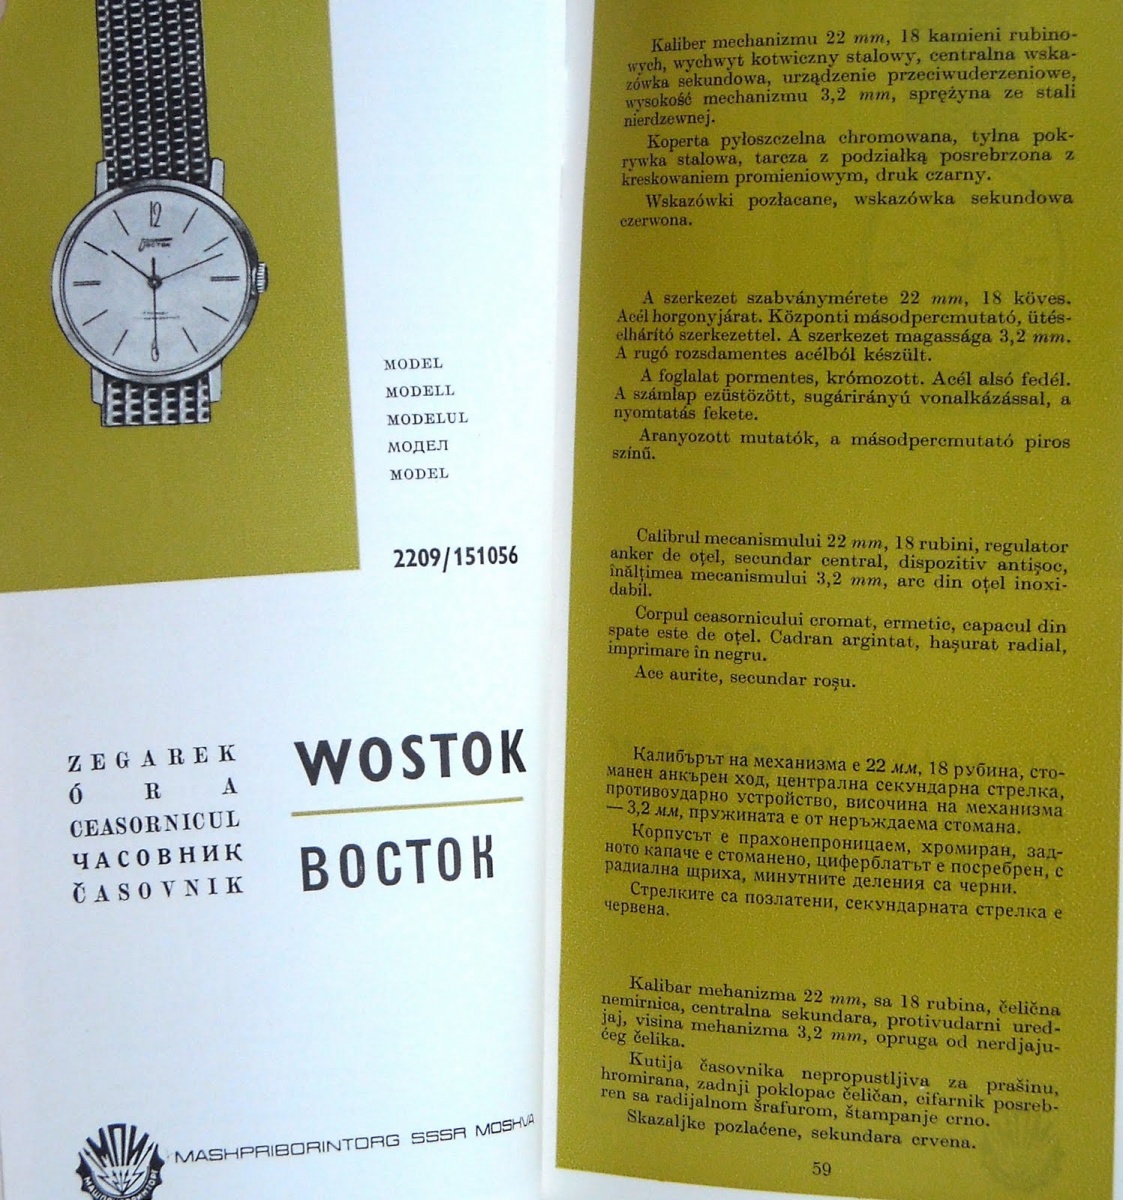 12
ВОСТОК
MODEL
MODELL
MODELUL
МОДЕЛ
MODEL
2209/151056
ZEGAREK
ÓRA
CEASORNICUL
ЧАСОВНИК
ČASOVNIK
WOSTOK
ВОСТОК
МПИ
MASHPRIBORINTORG SSSR MOSKVA
Kaliber mechanizmu 22 mm, 18 kamieni rubino-
wych, wychwyt kotwiczny stalowy, centralna wska-
zówka sekundowa, urządzenie przeciwuderzeniowe,
wysokość mechanizmu 3,2 mm, sprężyna ze stali
nierdzewnej.
Koperta pyłoszczelna chromowana, tylna pok-
rywka stalowa, tarcza z podziałką posrebrzona z
kreskowaniem promieniowym, druk czarny.
Wskazówki pozłacane, wskazówka sekundowa
czerwona.
A szerkezet szabványmérete 22 mm, 18 köves.
Acél horgonyjárat. Központi másodpercmutató, ütés-
elhárító szerkezettel. A szerkezet magassága 3,2 mm.
A rugó rozsdamentes acélból készült.
A foglalat pormentes, krómozott. Acél alsó fedél.
A számlap ezüstözött, sugárirányú vonalkázással, a
nyomtatás fekete.
Aranyozott mutatók, a másodpercmutató piros
színű.
Calibrul mecanismului 22 mm, 18 rubini, regulator
anker de oțel, secundar central, dispozitiv antișoc,
înălțimea mecanismului 3,2 mm, arc din oțel inoxi-
dabil.
Corpul ceasornicului cromat, ermetic, capacul din
spate este de oțel. Cadran argintat, hașurat radial,
imprimare în negru.
Ace aurite, secundar roșu.
Калибърът на механизма е 22 мм, 18 рубина, сто-
манен анкърен ход, централна секундарна стрелка,
противоударно устройство, височина на механизма
— 3,2 мм, пружината е от неръждаема стомана.
Корпусът е прахонепроницаем, хромиран, зад-
ното капаче е стоманено, циферблатът е посребрен, с
радиална щриха, минутните деления са черни.
Стрелките са позлатени, секундарната стрелка е
червена.
Kalibar mehanizma 22 mm, sa 18 rubina, čelična
nemirnica, centralna sekundara, protivudarni ured-
jaj, visina mehanizma 3,2 mm, opruga od nerdjaju-
ćeg čelika.
Kutija časovnika nepropustljiva za prašinu,
hromirana, zadnji poklopac čeličan, cifarnik posreb-
ren sa radijalnom šrafurom, štampanje crno.
Skazaljke pozlaćene, sekundara crvena.
59